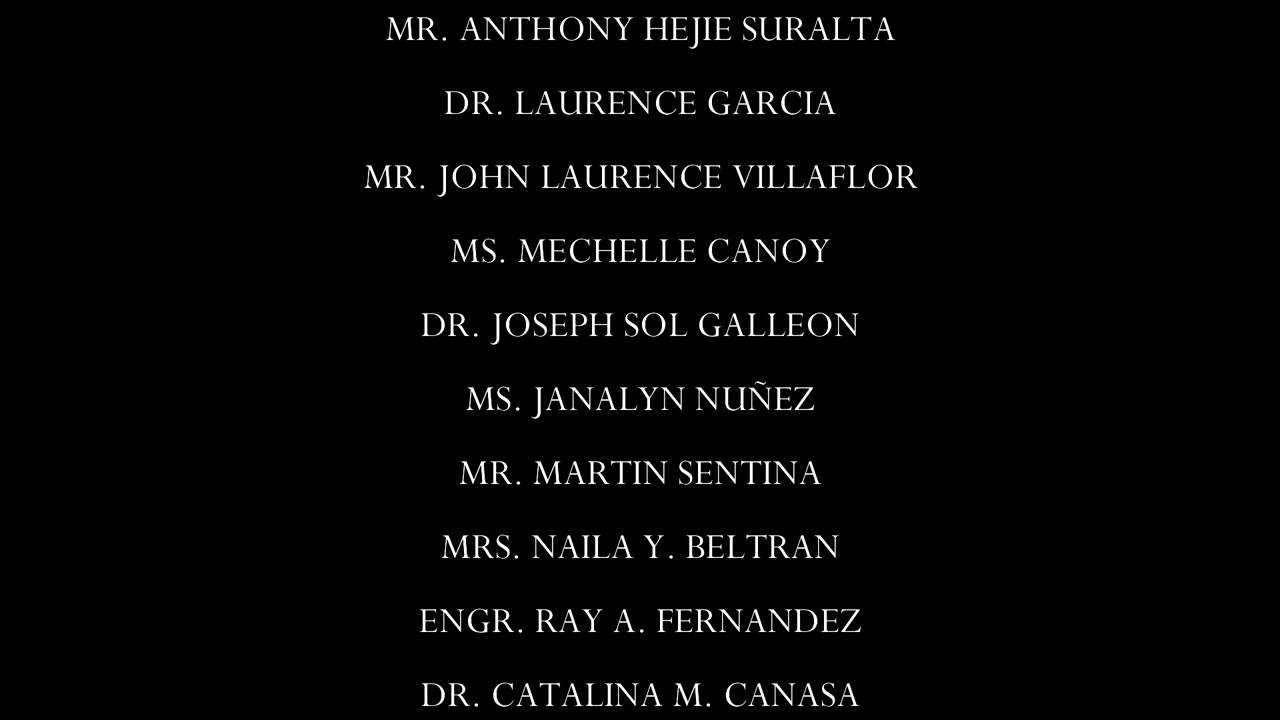 MR. ANTHONY HEJIE SURALTA
DR. LAURENCE GARCIA
MR. JOHN LAURENCE VILLAFLOR
MS. MECHELLE CANOY
DR. JOSEPH SOL GALLEON
MS. JANALYN NUÑEZ
MR. MARTIN SENTINA
MRS. NAILA Y. BELTRAN
ENGR. RAY A. FERNANDEZ
DR. CATALINA M. CANASA